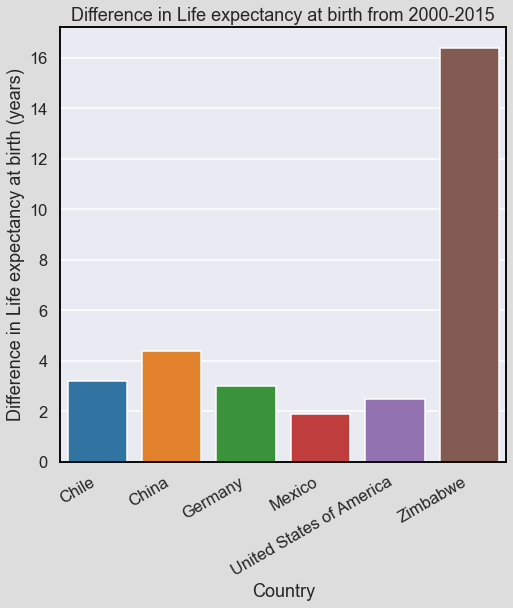 Difference in Life expectancy at birth from 2000-2015
Difference in Life expectancy at birth (years)
16
14
12
10
8
6
4
2
0
Chile
China
Germany
Mexico
United States of America
Zimbabwe
Country